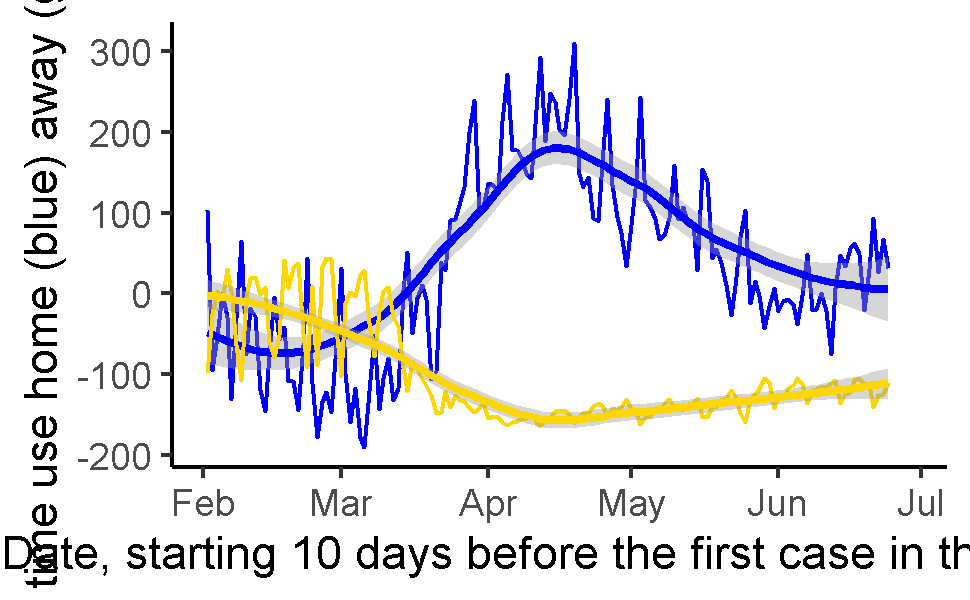 time use home (blue) away (
300
200
100
0
-100
-200
Feb Mar Apr May Jun Jul
Date, starting 10 days before the first case in th